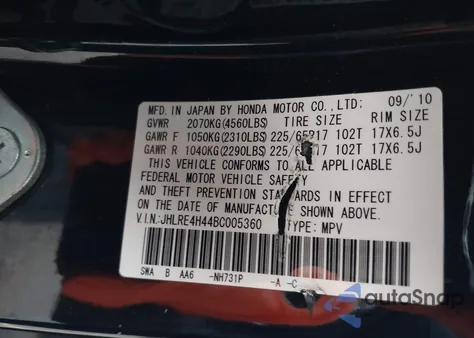 MFD. IN JAPAN BY HONDA MOTOR CO., LTD: 09/'10
GVWR 2070KG(4560LBS) TIRE SIZE RIM SIZE
GAWR F 1050KG(2310LBS) 225/65R17 102T 17X6.5J
GAWR R 1040KG(2290LBS) 225/65R17 102T 17X6.5J
THIS VEHICLE CONFORMS TO ALL APPLICABLE
FEDERAL MOTOR VEHICLE SAFETY
AND THEFT PREVENTION STANDARDS IN EFFECT
ON THE DATE OF MANUFACTURE SHOWN ABOVE.
V.I.N.:JHLRE4H44BC005360 TYPE: MPV
SWA B AA6 -NH731P -A -C
autoSnap